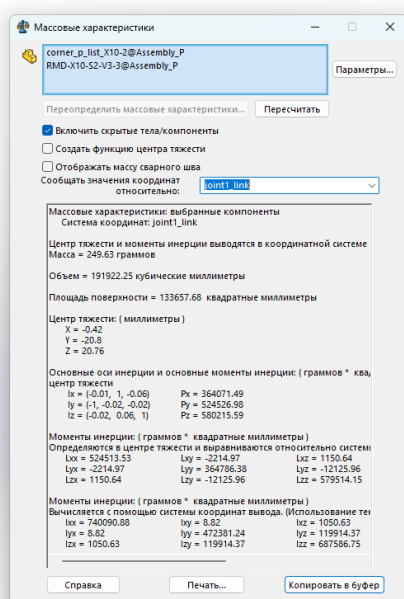 Массовые характеристики
corner_p_list_X10-2@Assembly_P
RMD-X10-S2-V3-3@Assembly_P
Параметры...
Переопределить массовые характеристики...
Пересчитать
Включить скрытые тела/компоненты
Создать функцию центра тяжести
Отображать массу сварного шва
Сообщать значения координат
относительно:
joint1_link
Массовые характеристики: выбранные компоненты
Система координат: joint1_link
Центр тяжести и моменты инерции выводятся в координатной системе
Масса = 249.63 граммов
Объем = 191922.25 кубические миллиметры
Площадь поверхности = 133657.68 квадратные миллиметры
Центр тяжести: ( миллиметры )
X = -0.42
Y = -20.8
Z = 20.76
Основные оси инерции и основные моменты инерции: ( граммов * ква
центр тяжести
Ix = (-0.01, 1, -0.06) Px = 364071.49
Iy = (-1, -0.02, -0.02) Py = 524526.98
Iz = (-0.02, 0.06, 1) Pz = 580215.59
Моменты инерции: ( граммов * квадратные миллиметры )
Определяются в центре тяжести и выравниваются относительно систем
Lxx = 524513.53 Lxy = -2214.97 Lxz = 1150.64
Lyx = -2214.97 Lyy = 364786.38 Lyz = -12125.96
Lzx = 1150.64 Lzy = -12125.96 Lzz = 579514.15
Моменты инерции: ( граммов * квадратные миллиметры )
Вычисляется с помощью системы координат вывода. (Использование тен
Ixx = 740090.88 Ixy = 8.82 Ixz = 1050.63
Iyx = 8.82 Iyy = 472381.24 Iyz = 119914.37
Izx = 1050.63 Izy = 119914.37 Izz = 687586.75
Справка
Печать...
Копировать в буфер